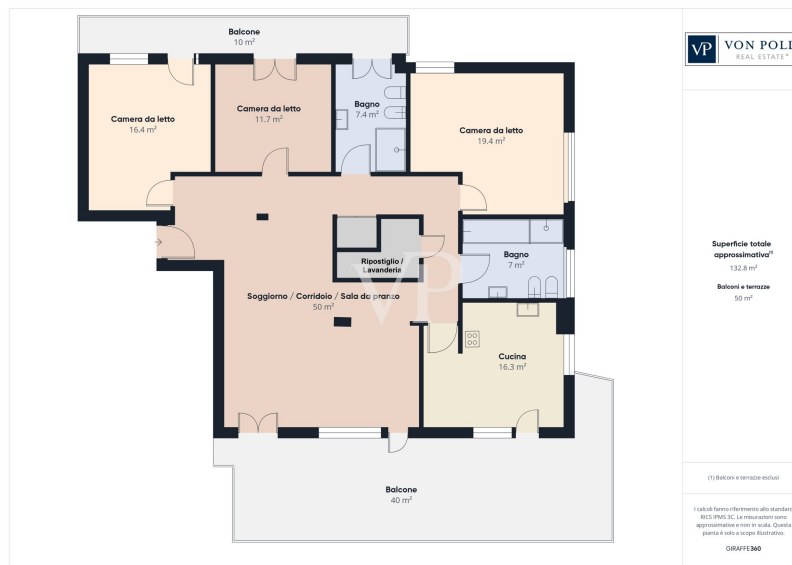 Balcone
10 m²
Camera da letto
16.4 m²
Camera da letto
11.7 m²
Bagno
7.4 m²
Camera da letto
19.4 m²
Ripostiglio /
Lavanderia
Bagno
7 m²
Soggiorno / Corridoio / Sala da pranzo
50 m²
Cucina
16.3 m²
Balcone
40 m²
VP
VP
VON POLL
REAL ESTATE®
Superficie totale
approssimativa⁽¹⁾
132.8 m²
Balconi e terrazze
50 m²
(1) Balconi e terrazze esclusi
I calcoli fanno riferimento allo standard
RICS IPMS 3C. Le misurazioni sono
approssimative e non in scala. Questa
pianta è solo a scopo illustrativo.
GIRAFFE360